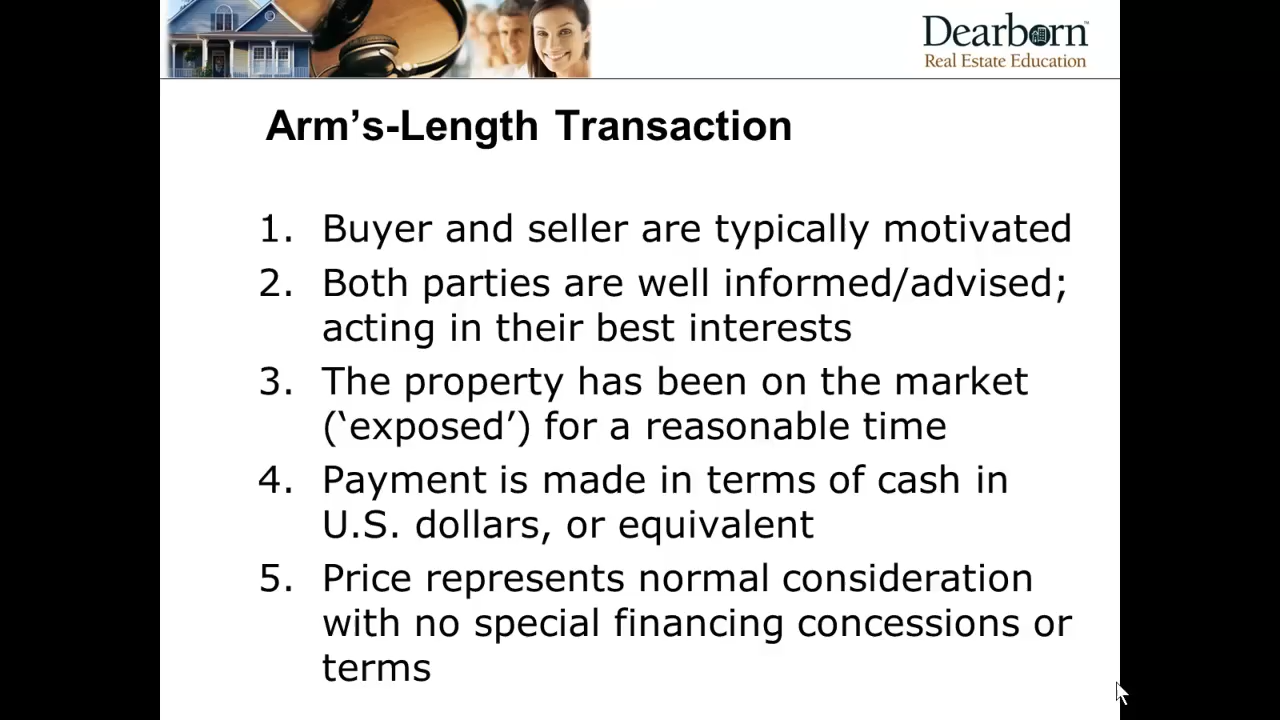 Dearborn™
Real Estate Education
Arm’s-Length Transaction
1. Buyer and seller are typically motivated
2. Both parties are well informed/advised;
acting in their best interests
3. The property has been on the market
(‘exposed’) for a reasonable time
4. Payment is made in terms of cash in
U.S. dollars, or equivalent
5. Price represents normal consideration
with no special financing concessions or
terms